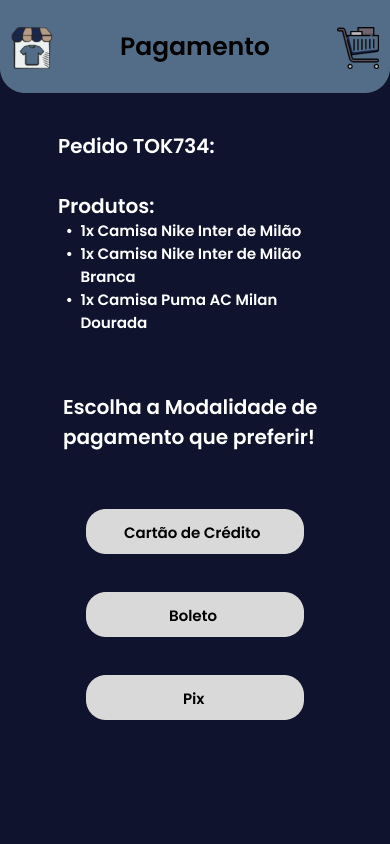 Pagamento
Pedido TOK734:
Produtos:
• 1x Camisa Nike Inter de Milão
• 1x Camisa Nike Inter de Milão
Branca
• 1x Camisa Puma AC Milan
Dourada
Escolha a Modalidade de
pagamento que preferir!
Cartão de Crédito
Boleto
Pix